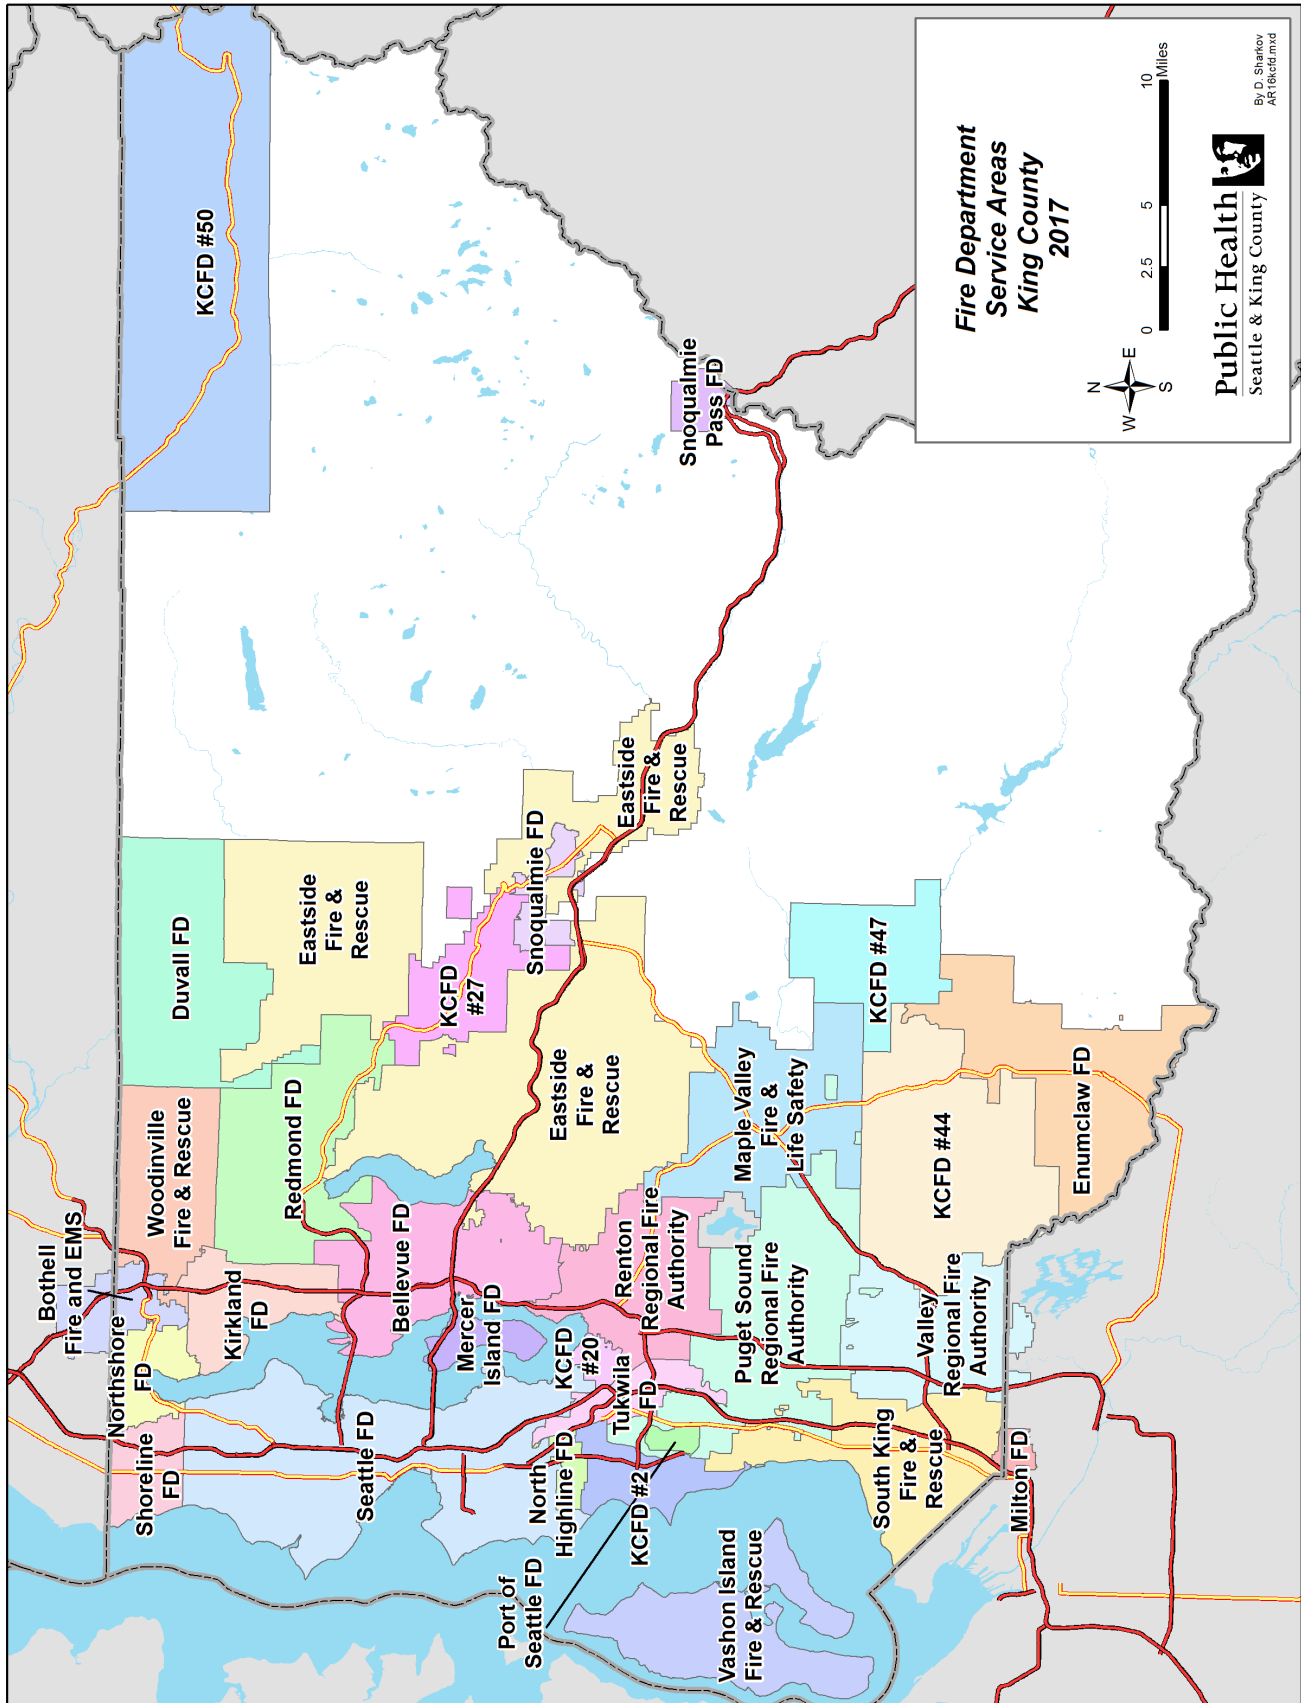 Fire Department
Service Areas
King County
2017
N
W
E
S
0
2.5
5
10
Miles
Public Health
Seattle & King County
By D. Sharkov
AR16kcfd.mxd
Bothell
Fire and EMS
Northshore
FD
Shoreline
FD
Woodinville
Fire & Rescue
Duvall FD
KCFD #50
Kirkland
FD
Redmond FD
Eastside
Fire &
Rescue
Seattle FD
Bellevue FD
KCFD
#27
Mercer
Island FD
Snoqualmie FD
Eastside
Fire &
Rescue
Eastside
Fire &
Rescue
Snoqualmie
Pass FD
Port of
Seattle FD
North
Highline FD
KCFD
#20
Tukwila
FD
KCFD #2
Renton
Regional Fire
Authority
Vashon Island
Fire & Rescue
Puget Sound
Regional Fire
Authority
Maple Valley
Fire &
Life Safety
KCFD #47
South King
Fire &
Rescue
Valley
Regional Fire
Authority
KCFD #44
Milton FD
Enumclaw FD